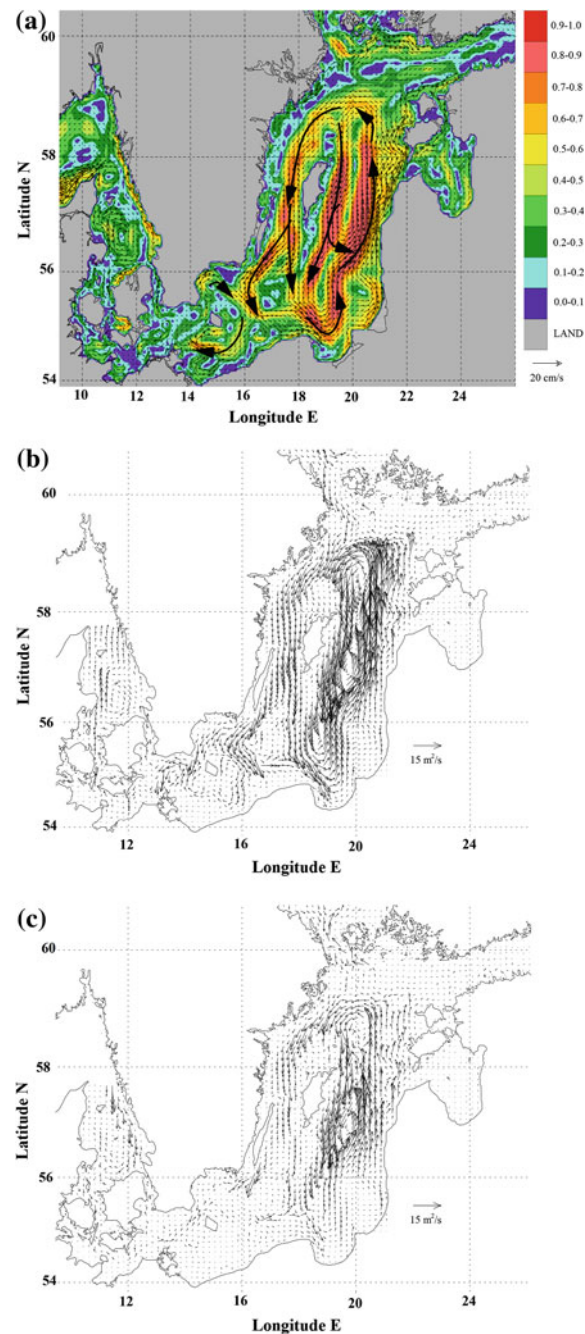 (a)
60
58
56
54
Latitude N
10
12
14
16
18
20
22
24
Longitude E
0.9-1.0
0.8-0.9
0.7-0.8
0.6-0.7
0.5-0.6
0.4-0.5
0.3-0.4
0.2-0.3
0.1-0.2
0.0-0.1
LAND
20 cm/s
(b)
60
58
56
54
Latitude N
12
16
20
24
Longitude E
15 m²/s
(c)
60
58
56
54
Latitude N
12
16
20
24
Longitude E
15 m²/s